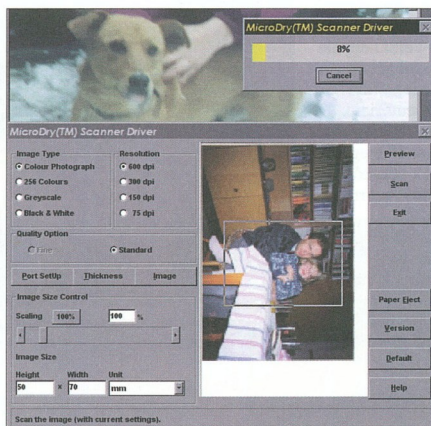 MicroDry(TM) Scanner Driver
8%
Cancel
MicroDry(TM) Scanner Driver
Image Type
Colour Photograph
256 Colours
Greyscale
Black & White
Resolution
600 dpi
300 dpi
150 dpi
75 dpi
Quality Option
Fine
Standard
Port SetUp
Thickness
Image
Image Size Control
Scaling 100% 100 %
Image Size
Height Width Unit
50 × 70 mm
Preview
Scan
Exit
Paper Eject
Version
Default
Help
Scan the image (with current settings).